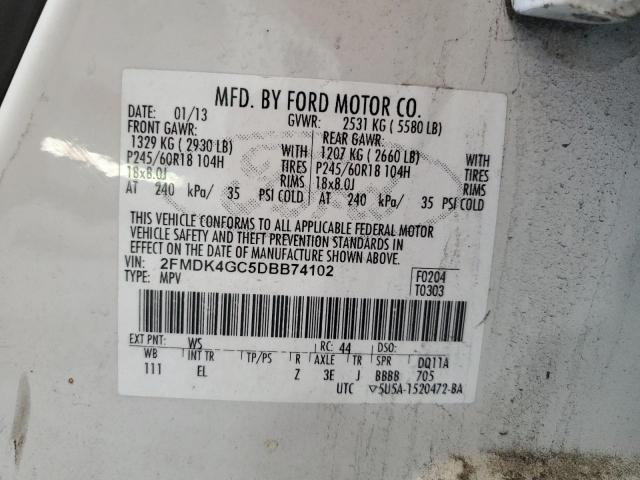 MFD. BY FORD MOTOR CO.
DATE: 01/13 GVWR: 2531 KG ( 5580 LB)
FRONT GAWR: REAR GAWR:
1329 KG ( 2930 LB) WITH 1207 KG ( 2660 LB) WITH
P245/60R18 104H TIRES P245/60R18 104H TIRES
18x8.0J RIMS 18x8.0J RIMS
AT 240 kPa/ 35 PSI COLD AT 240 kPa/ 35 PSI COLD
THIS VEHICLE CONFORMS TO ALL APPLICABLE FEDERAL MOTOR
VEHICLE SAFETY AND THEFT PREVENTION STANDARDS IN
EFFECT ON THE DATE OF MANUFACTURE SHOWN ABOVE.
VIN: 2FMDK4GC5DBB74102 F0204
TYPE: MPV T0303
EXT PNT: WS RC: 44 DSO:
WB INT TR TP/PS R AXLE TR SPR DQ11A
111 EL Z 3E J BBBB 705
UTC ▽5U5A-1520472-BA